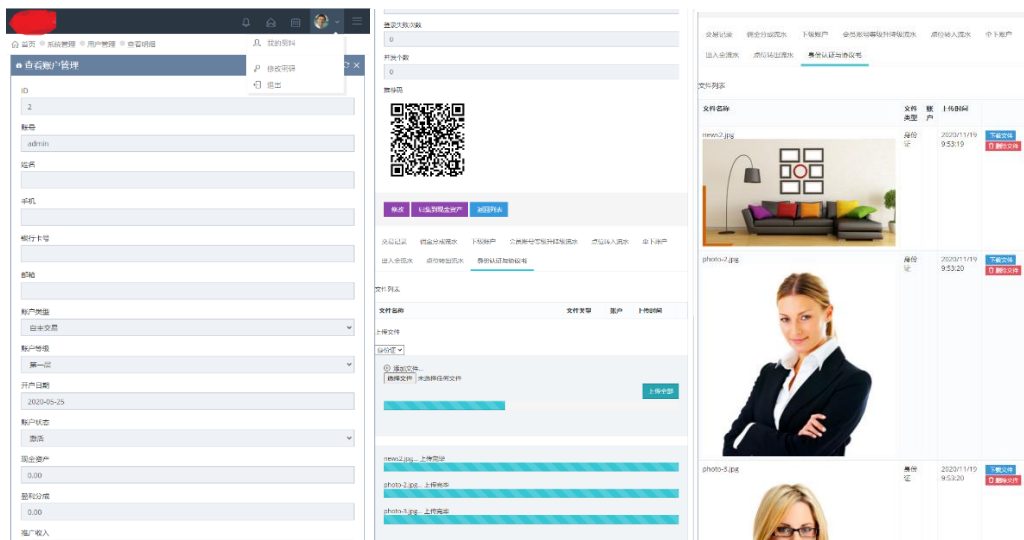 首页 系统管理 用户管理 查看明细
我的资料
修改密码
退出
查看账户管理
ID
2
账号
admin
姓名
手机
银行卡号
邮箱
账户类型
自主交易
账户等级
第一层
开户日期
2020-05-25
账户状态
激活
现金资产
0.00
盈利分成
0.00
推广收入
登录失败次数
0
开发个数
0
推荐码
修改 归集到现金资产 返回列表
交易记录 佣金分成流水 下级账户 会员账号等级升降级流水 点位转入流水 伞下账户
出入金流水 点位转出流水 身份认证与协议书
文件列表
文件名称 文件类型 账户 上传时间
上传文件
身份证
添加文件...
选择文件 未选择任何文件
上传全部
news2.jpg... 上传完毕
photo-2.jpg... 上传完毕
photo-3.jpg... 上传完毕
交易记录 佣金分成流水 下级账户 会员账号等级升降级流水 点位转入流水 伞下账户
出入金流水 点位转出流水 身份认证与协议书
文件列表
文件名称 文件类型 账户 上传时间
news2.jpg 身份证 2020/11/19 9:53:19 下载文件
删除文件
photo-2.jpg 身份证 2020/11/19 9:53:20 下载文件
删除文件
photo-3.jpg 身份证 2020/11/19 9:53:20 下载文件
删除文件